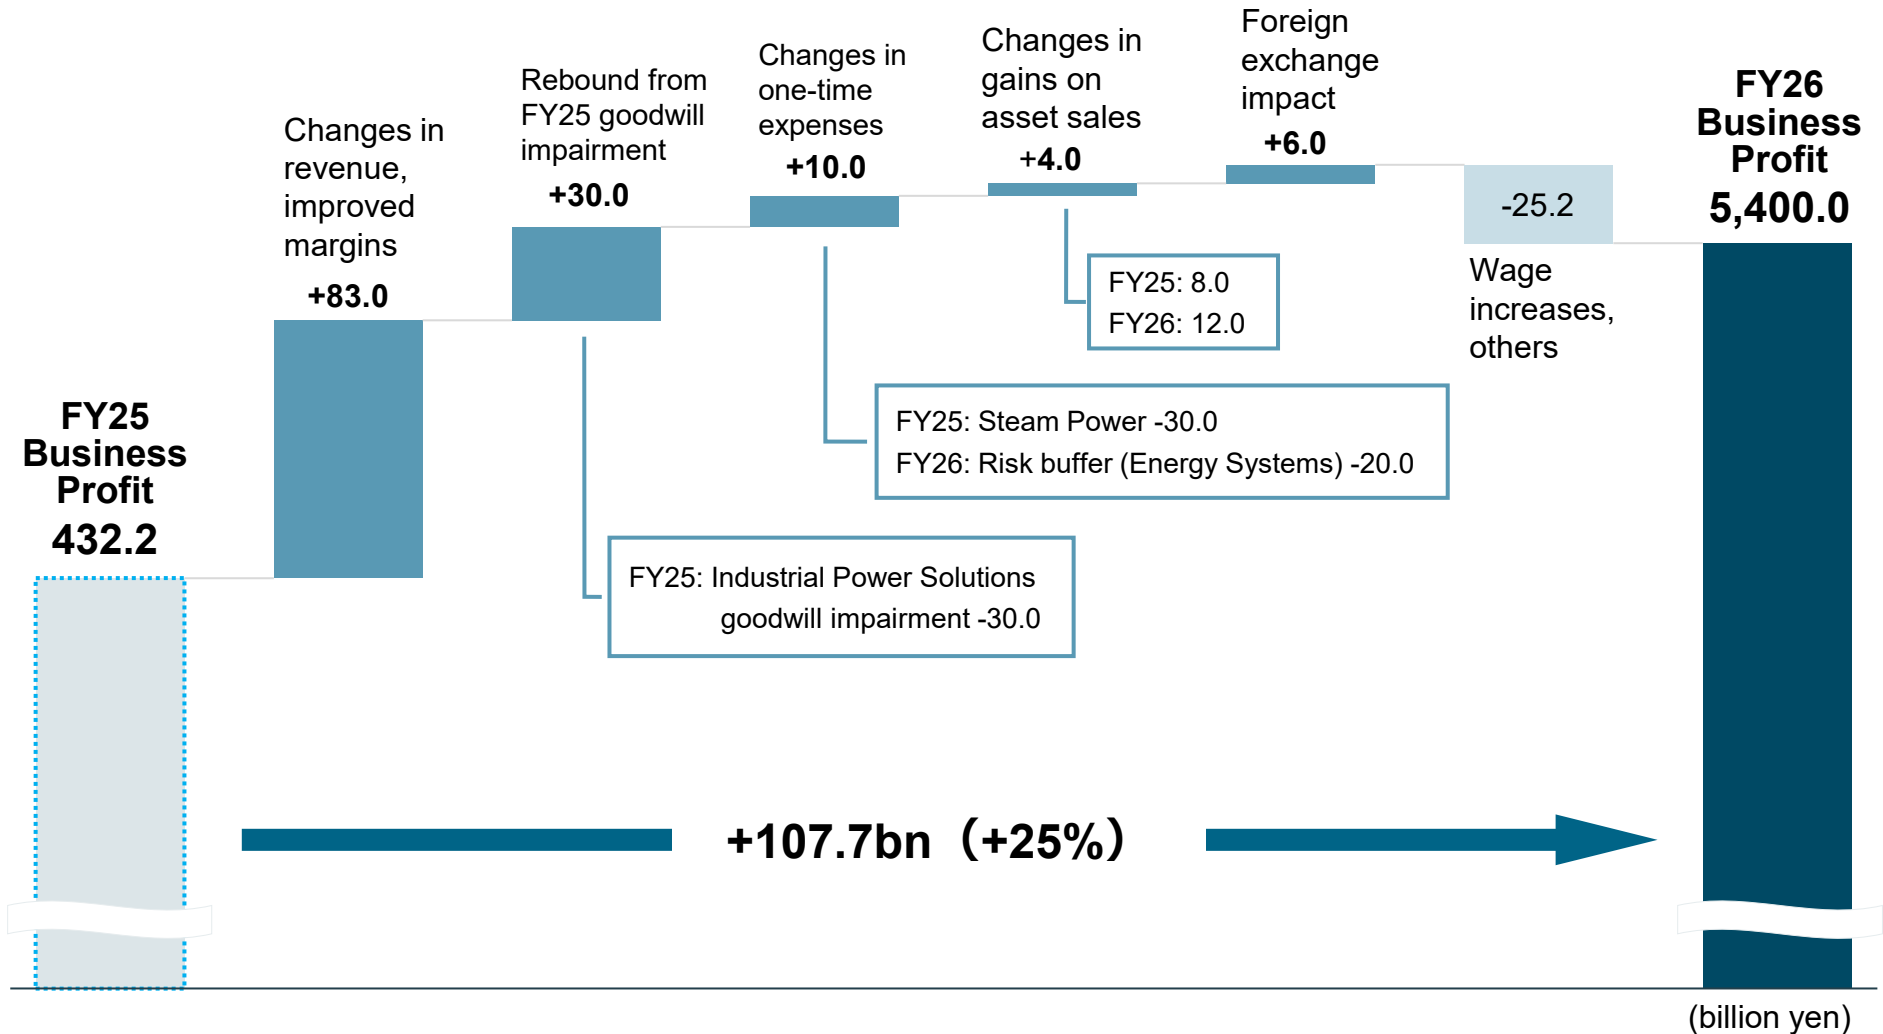 FY25
Business
Profit
432.2
Changes in
revenue,
improved
margins
+83.0
Rebound from
FY25 goodwill
impairment
+30.0
Changes in
one-time
expenses
+10.0
Changes in
gains on
asset sales
+4.0
Foreign
exchange
impact
+6.0
-25.2
Wage
increases,
others
FY26
Business
Profit
5,400.0
FY25: 8.0
FY26: 12.0
FY25: Steam Power -30.0
FY26: Risk buffer (Energy Systems) -20.0
FY25: Industrial Power Solutions
goodwill impairment -30.0
+107.7bn（+25%）
(billion yen)